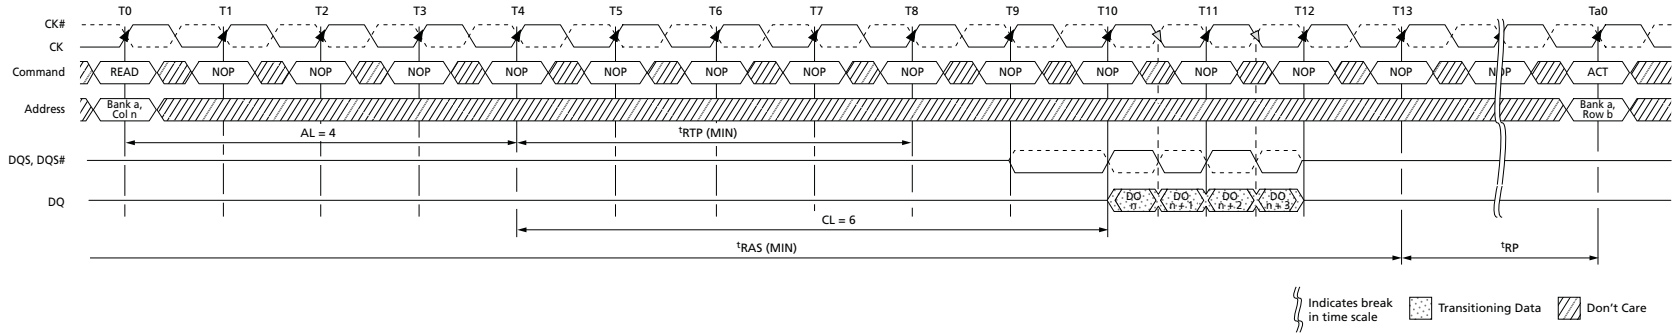 T0 T1 T2 T3 T4 T5 T6 T7 T8 T9 T10 T11 T12 T13 Ta0
CK#
CK
Command READ NOP NOP NOP NOP NOP NOP NOP NOP NOP NOP NOP NOP NOP NOP ACT
Address Bank a, Col n Bank a, Row b
AL = 4 tRTP (MIN)
DQS, DQS#
DQ DO n DO n + 1 DO n + 2 DO n + 3
CL = 6
tRAS (MIN) tRP
Indicates break
in time scale
Transitioning Data
Don't Care